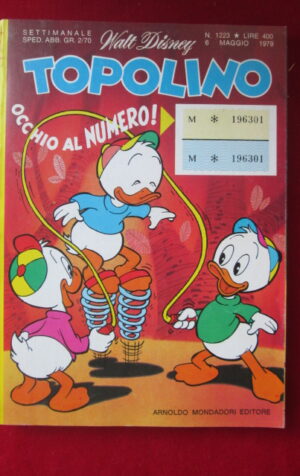 SETTIMANALE
SPED. ABB. GR. 2/70
Walt Disney
N. 1223 ★ LIRE 400
6 MAGGIO 1979
TOPOLINO
OCCHIO AL NUMERO!
M * 196301
M * 196301
ARNOLDO MONDADORI EDITORE